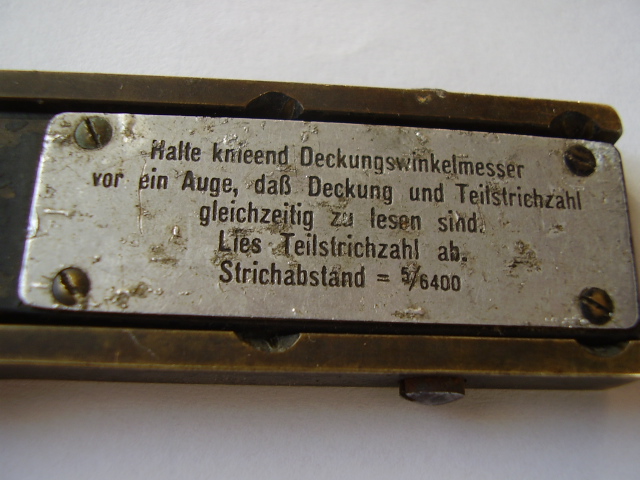 Halte knieend Deckungswinkelmesser
vor ein Auge, daß Deckung und Teilstrichzahl
gleichzeitig zu lesen sind.
Lies Teilstrichzahl ab.
Strichabstand = 5/6400